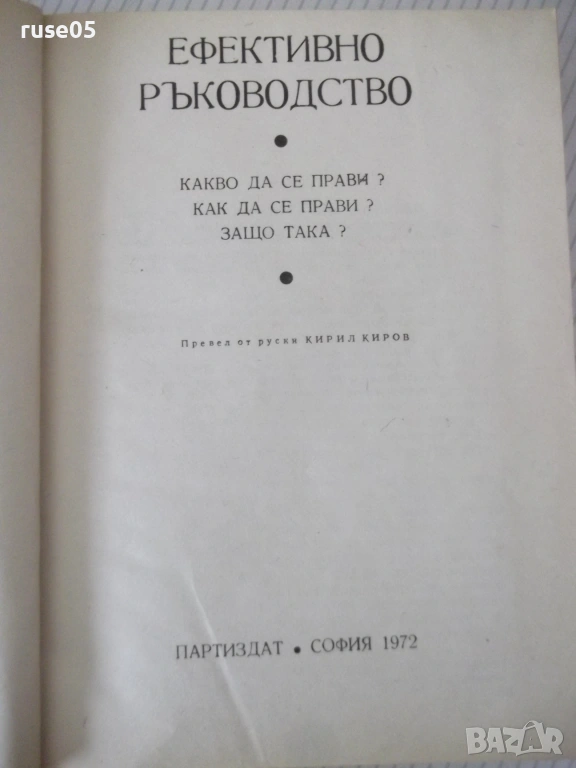 ruse05
ЕФЕКТИВНО
РЪКОВОДСТВО
КАКВО ДА СЕ ПРАВИ ?
КАК ДА СЕ ПРАВИ ?
ЗАЩО ТАКА ?
Превел от руски КИРИЛ КИРОВ
ПАРТИЗДАТ • СОФИЯ 1972
BAZAR